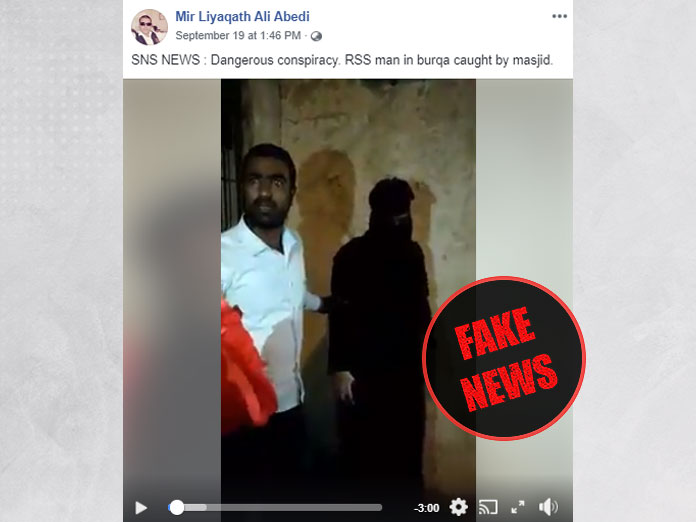 Mir Liyaqath Ali Abedi
September 19 at 1:46 PM ·
SNS NEWS : Dangerous conspiracy. RSS man in burqa caught by masjid.
FAKE
NEWS
-3:00